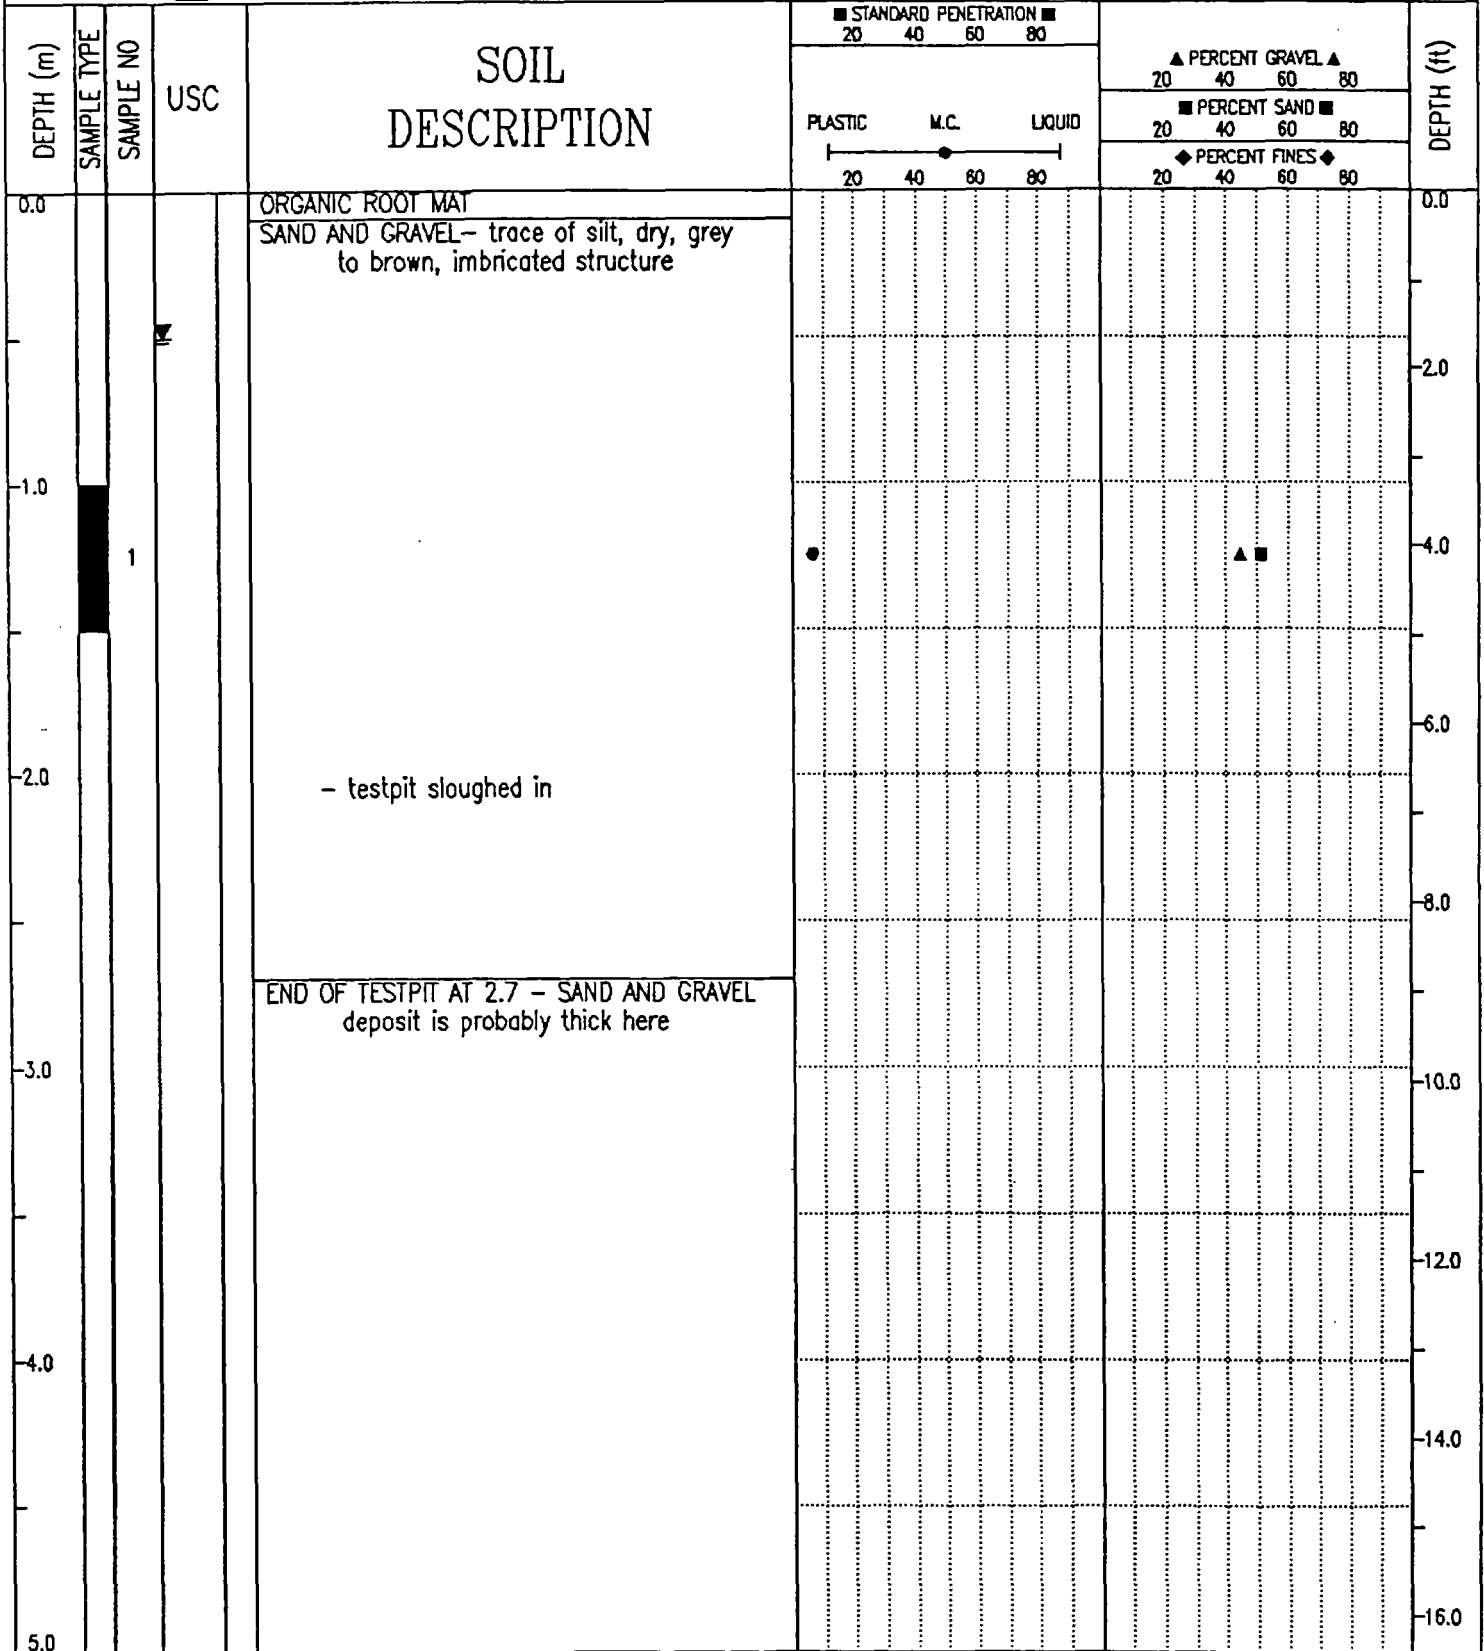 DEPTH (m)
SAMPLE TYPE
SAMPLE NO
USC
SOIL
DESCRIPTION
■ STANDARD PENETRATION ■
20 40 60 80
PLASTIC M.C. LIQUID
20 40 60 80
▲ PERCENT GRAVEL ▲
20 40 60 80
■ PERCENT SAND ■
20 40 60 80
◆ PERCENT FINES ◆
20 40 60 80
DEPTH (ft)
0.0
ORGANIC ROOT MAT
0.0
SAND AND GRAVEL- trace of silt, dry, grey
to brown, imbricated structure
2.0
1.0
1
4.0
6.0
2.0
- testpit sloughed in
8.0
END OF TESTPIT AT 2.7 - SAND AND GRAVEL
deposit is probably thick here
3.0
10.0
12.0
4.0
14.0
16.0
5.0